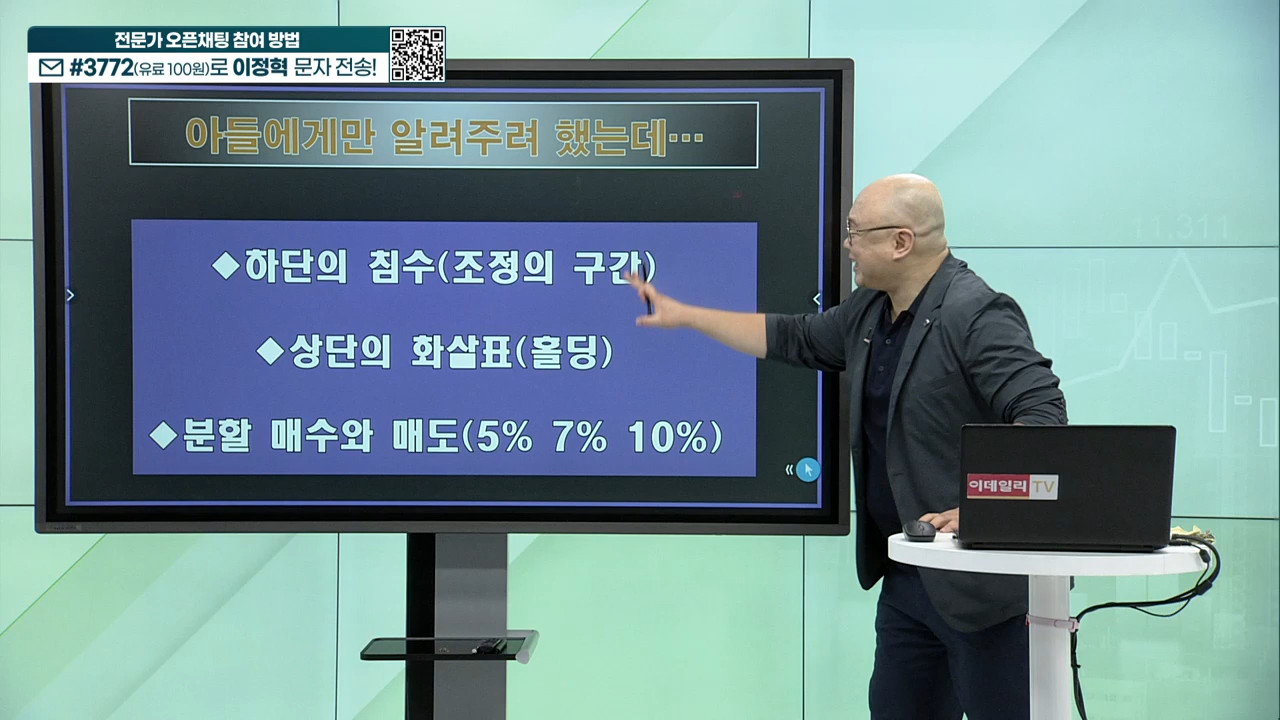 전문가 오픈채팅 참여 방법
#3772(유료 100원)로 이정혁 문자 전송!
아들에게만 알려주려 했는데…
◆하단의 침수(조정의 구간)
◆상단의 화살표(홀딩)
◆분할 매수와 매도(5% 7% 10%)
이데일리 TV
11,311